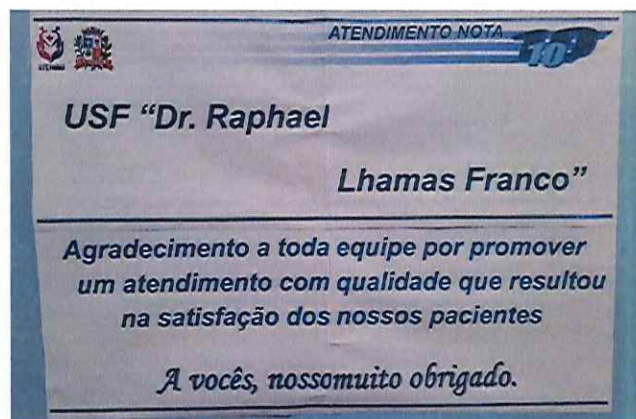 ATENDIMENTO NOTA
10
USF “Dr. Raphael
Lhamas Franco”
Agradecimento a toda equipe por promover
um atendimento com qualidade que resultou
na satisfação dos nossos pacientes
A vocês, nossomuito obrigado.